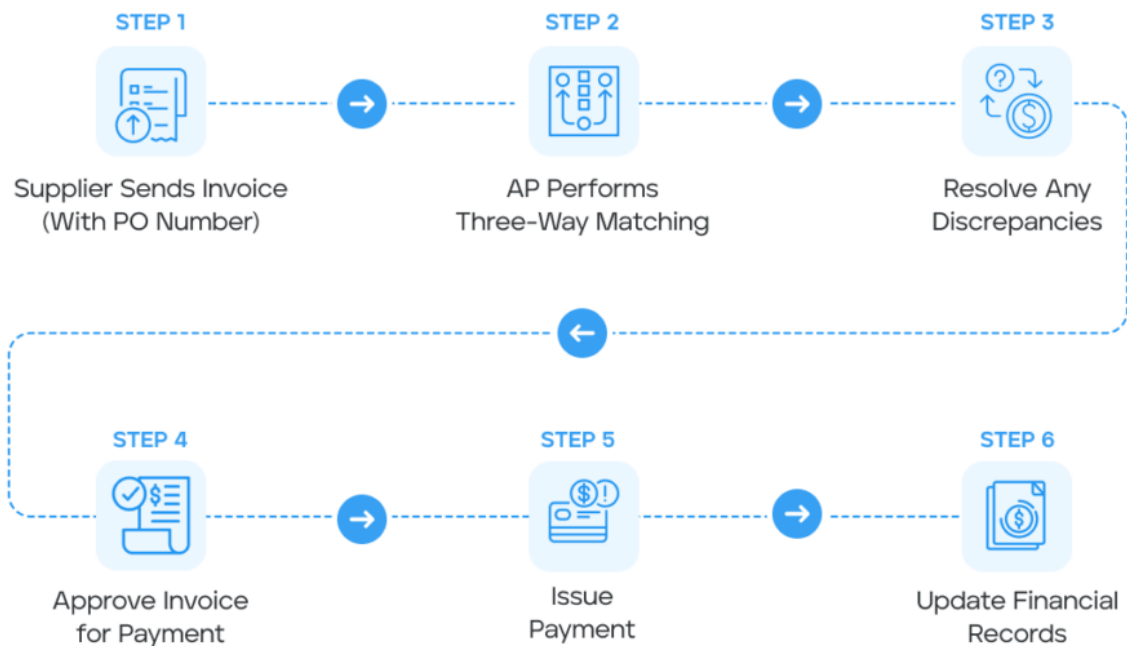 STEP 1
STEP 2
STEP 3
Supplier Sends Invoice
(With PO Number)
AP Performs
Three-Way Matching
Resolve Any
Discrepancies
STEP 4
STEP 5
STEP 6
Approve Invoice
for Payment
Issue
Payment
Update Financial
Records